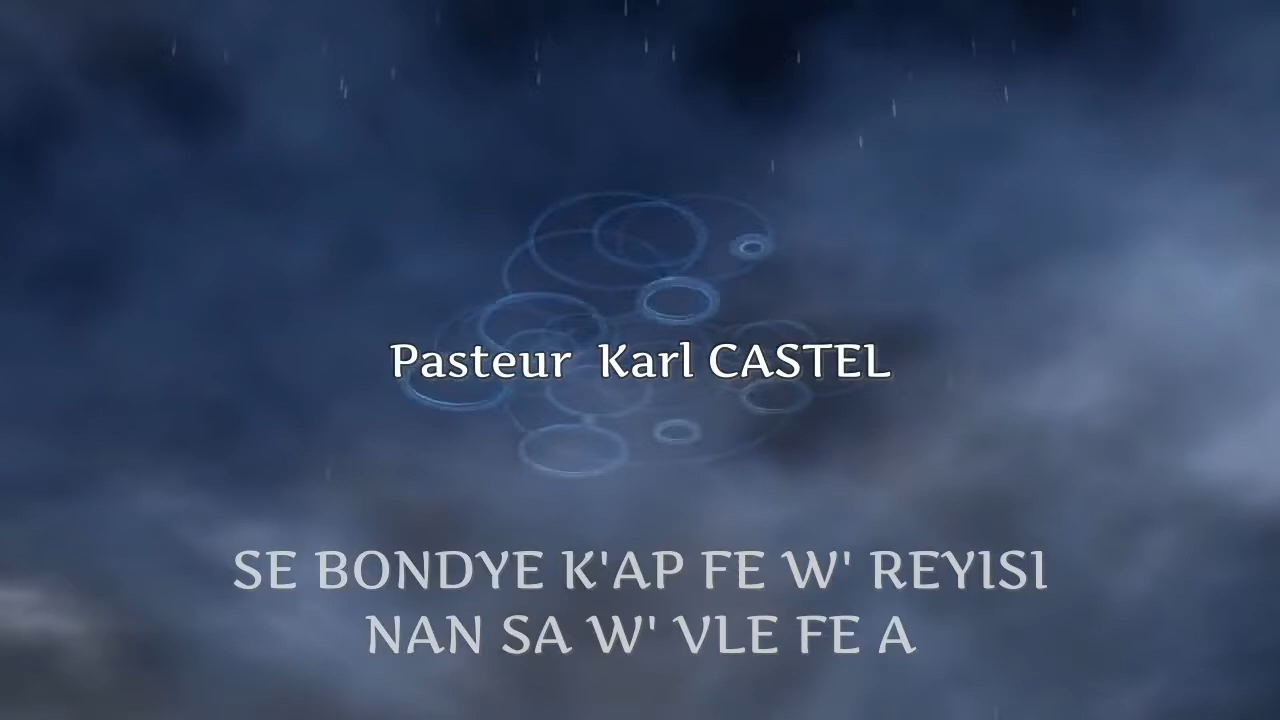 Pasteur Karl CASTEL
SE BONDYE K'AP FE W' REYISI
NAN SA W' VLE FE A